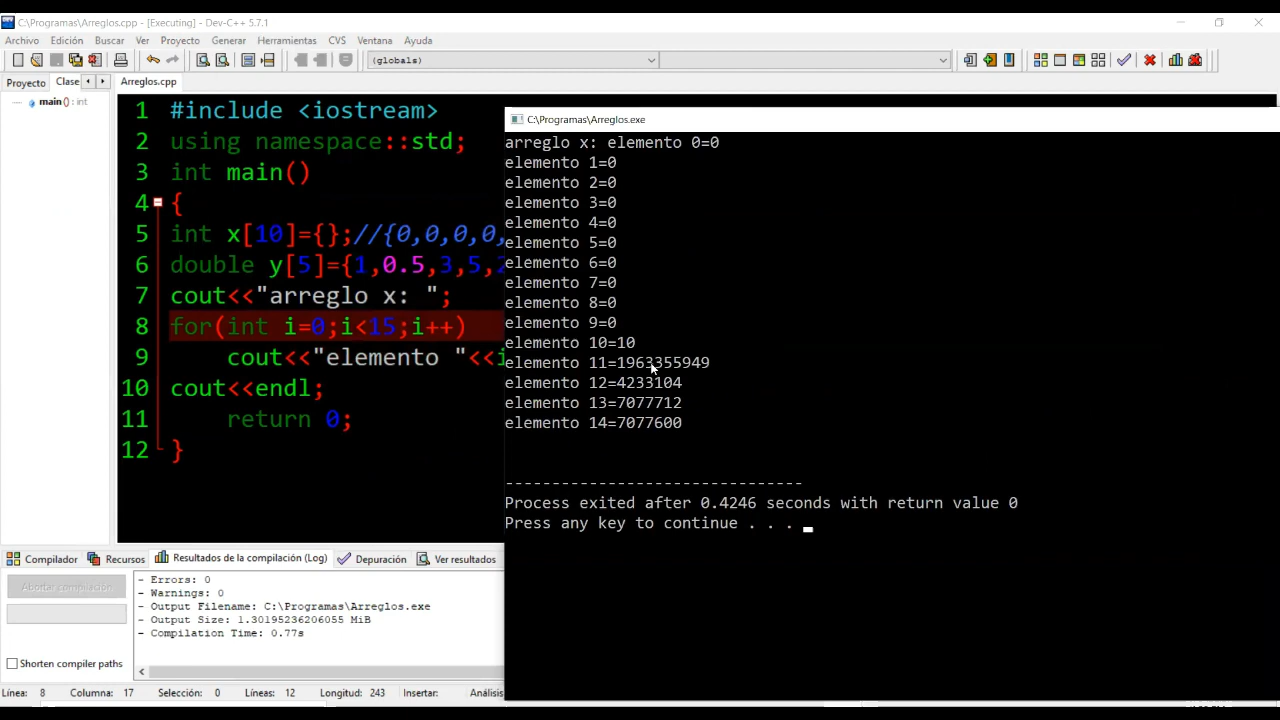 C:\Programas\Arreglos.cpp - [Executing] - Dev-C++ 5.7.1
Archivo Edición Buscar Ver Proyecto Generar Herramientas CVS Ventana Ayuda
(globals)
Proyecto Clase Arreglos.cpp
main() : int
1 #include <iostream>
2 using namespace::std;
3 int main()
4 {
5 int x[10]={};//{0,0,0,0,
6 double y[5]={1,0.5,3,5,2
7 cout<<"arreglo x: ";
8 for(int i=0;i<15;i++)
9 cout<<"elemento "<<i
10 cout<<endl;
11 return 0;
12 }
C:\Programas\Arreglos.exe
arreglo x: elemento 0=0
elemento 1=0
elemento 2=0
elemento 3=0
elemento 4=0
elemento 5=0
elemento 6=0
elemento 7=0
elemento 8=0
elemento 9=0
elemento 10=10
elemento 11=1963355949
elemento 12=4233104
elemento 13=7077712
elemento 14=7077600
--------------------------------
Process exited after 0.4246 seconds with return value 0
Press any key to continue . . .
Compilador Recursos Resultados de la compilación (Log) Depuración Ver resultados
Abortar compilación
- Errors: 0
- Warnings: 0
- Output Filename: C:\Programas\Arreglos.exe
- Output Size: 1.30195236206055 MiB
- Compilation Time: 0.77s
Shorten compiler paths
Línea: 8 Columna: 17 Selección: 0 Líneas: 12 Longitud: 243 Insertar: Análisis